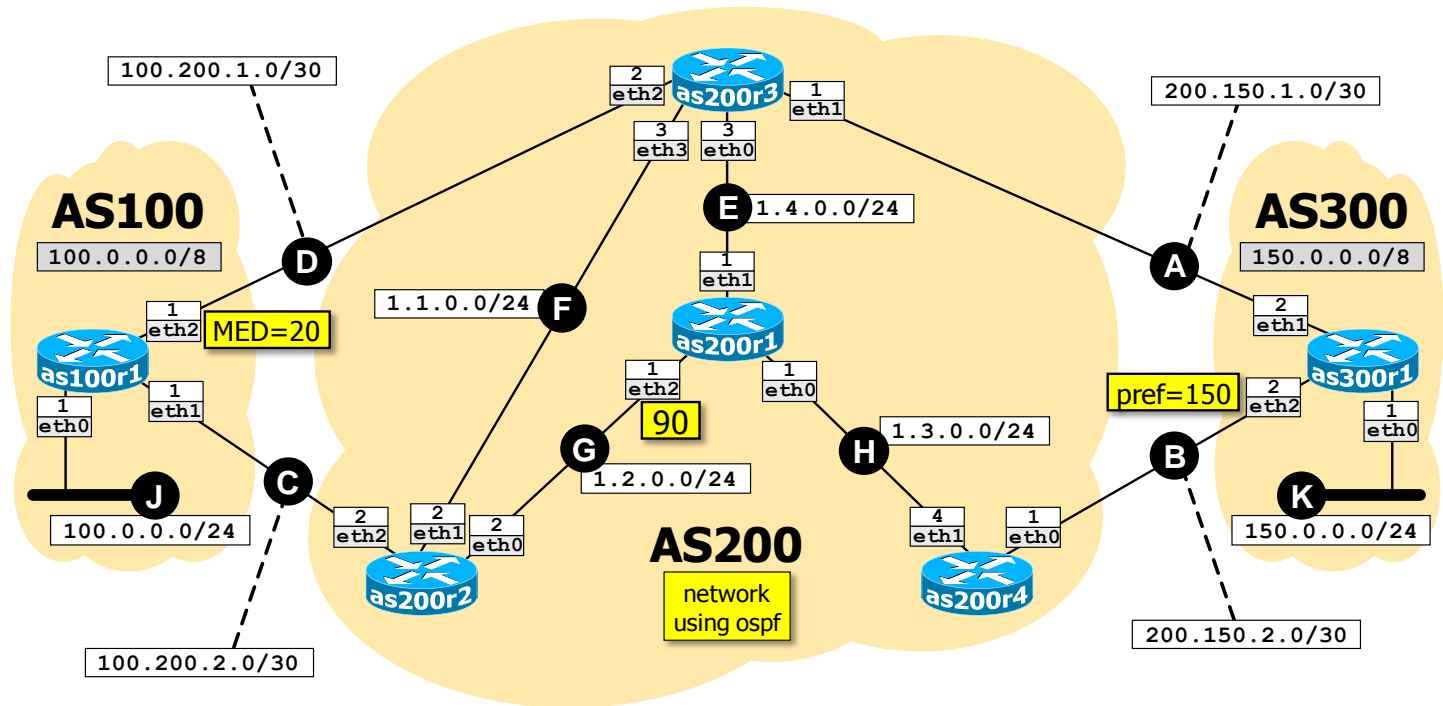 100.200.1.0/30
2
eth2
as200r3
1
eth1
200.150.1.0/30
3
eth3
3
eth0
AS100
100.0.0.0/8
D
E
1.4.0.0/24
AS300
150.0.0.0/8
A
1
eth2
MED=20
1.1.0.0/24
F
1
eth1
2
eth1
as100r1
as200r1
as300r1
1
eth0
1
eth1
1
eth2
90
1
eth0
pref=150
2
eth2
1
eth0
G
1.2.0.0/24
H
1.3.0.0/24
B
J
100.0.0.0/24
C
K
150.0.0.0/24
2
eth2
2
eth1
2
eth0
4
eth1
1
eth0
as200r2
AS200
network
using ospf
as200r4
100.200.2.0/30
200.150.2.0/30